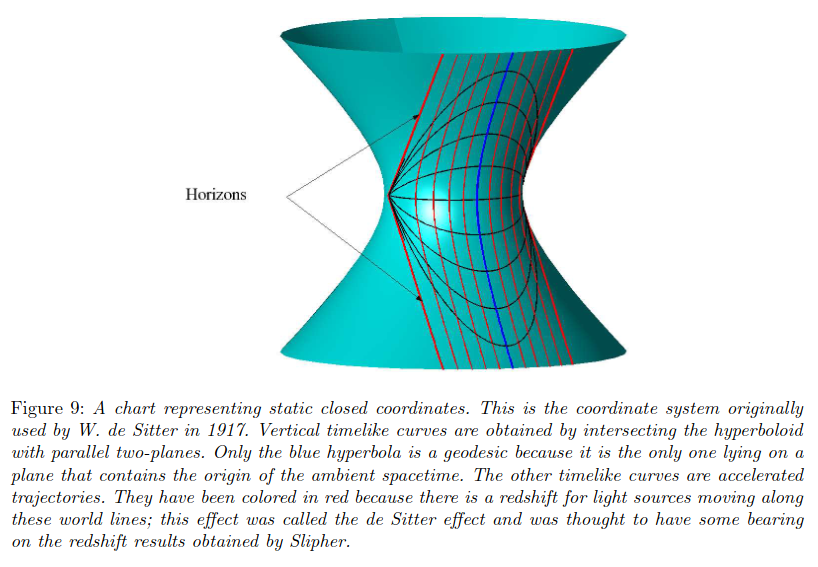 Horizons
Figure 9: A chart representing static closed coordinates. This is the coordinate system originally
used by W. de Sitter in 1917. Vertical timelike curves are obtained by intersecting the hyperboloid
with parallel two-planes. Only the blue hyperbola is a geodesic because it is the only one lying on a
plane that contains the origin of the ambient spacetime. The other timelike curves are accelerated
trajectories. They have been colored in red because there is a redshift for light sources moving along
these world lines; this effect was called the de Sitter effect and was thought to have some bearing
on the redshift results obtained by Slipher.